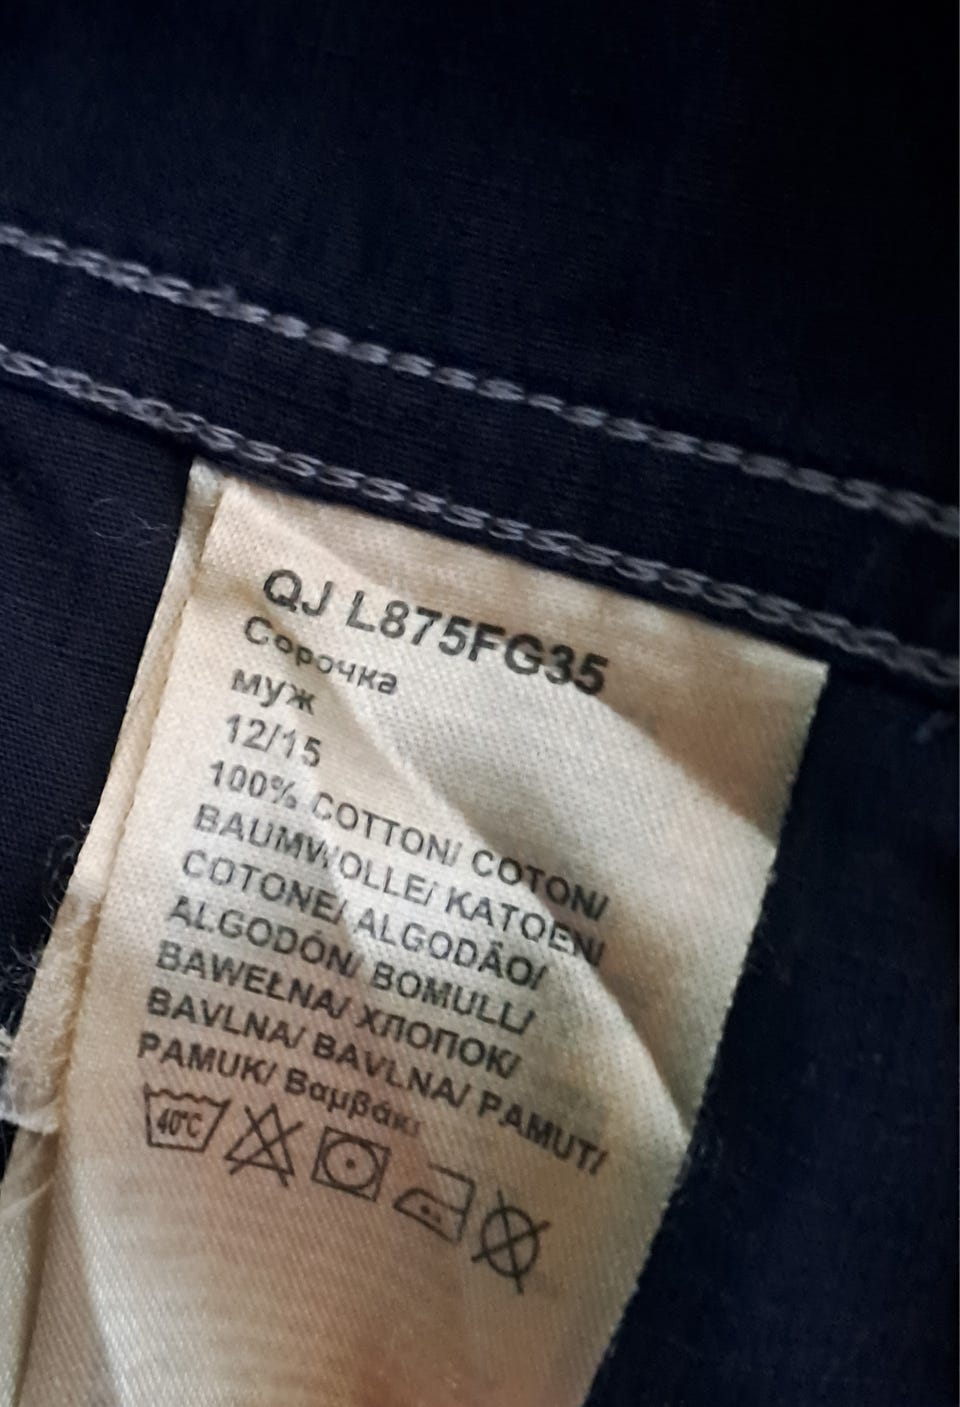 QJ L875FG35
Сорочка
муж
12/15
100% COTTON/ COTON/
BAUMWOLLE/ KATOEN/
COTONE/ ALGODÃO/
ALGODÓN/ BOMULL/
BAWEŁNA/ ХЛОПОК/
BAVLNA/ BAVLNA/ PAMUT/
PAMUK/ Βαμβάκι
40°C